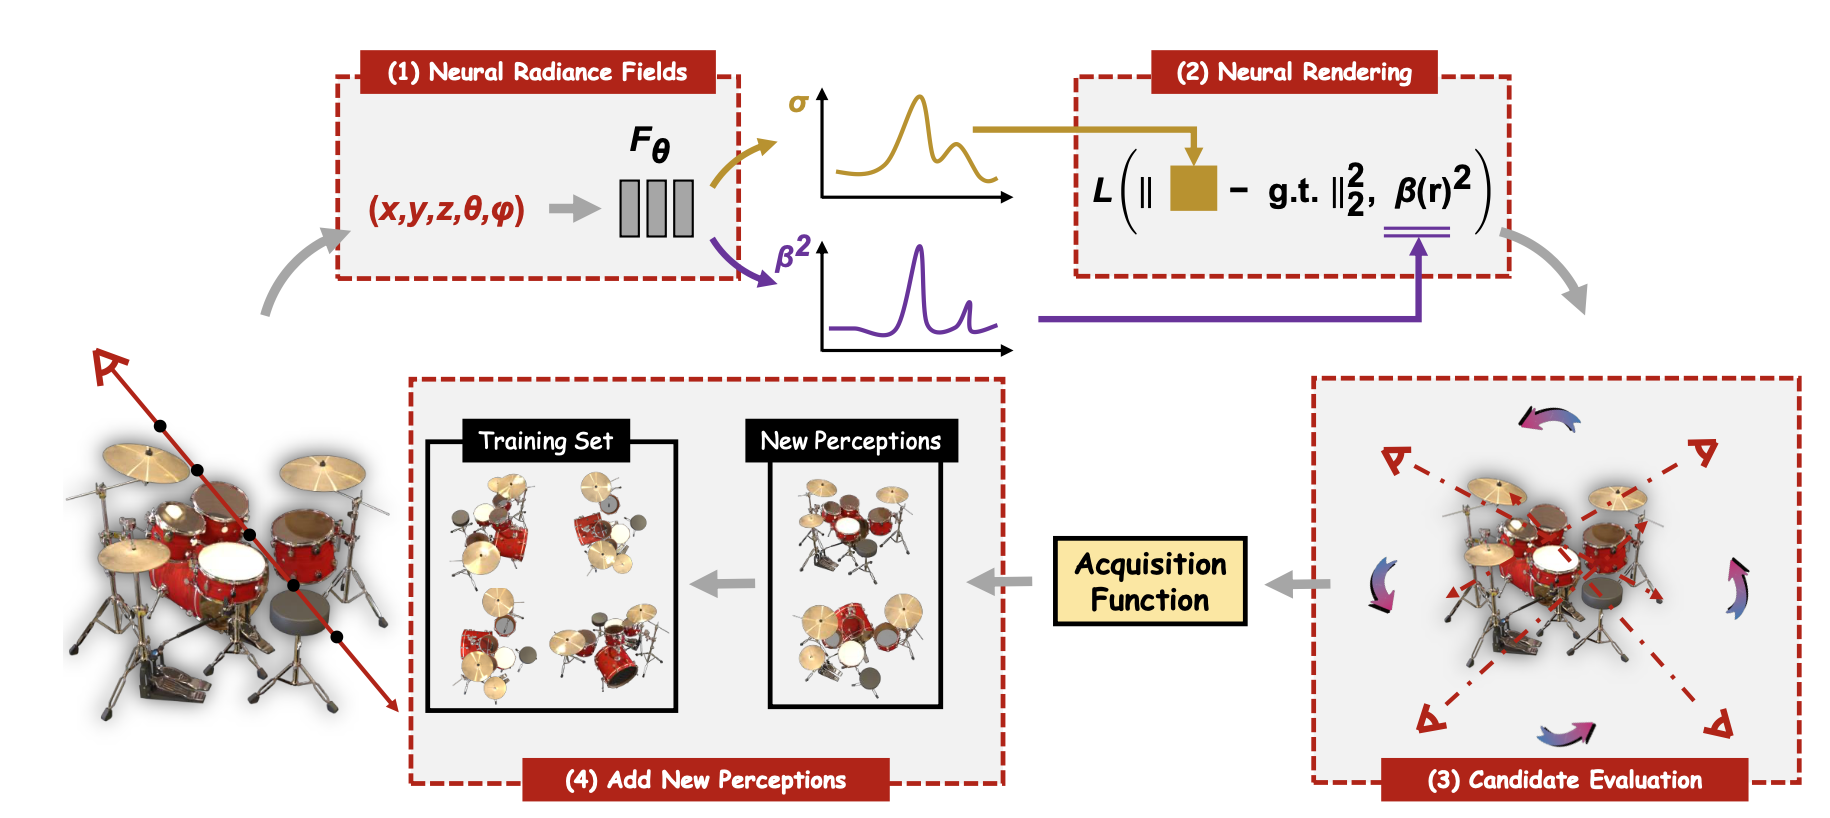 (1) Neural Radiance Fields
Fθ
(x,y,z,θ,φ)
σ
β²
(2) Neural Rendering
L(‖ − g.t. ‖₂², β(r)²)
Training Set
New Perceptions
(4) Add New Perceptions
Acquisition
Function
(3) Candidate Evaluation